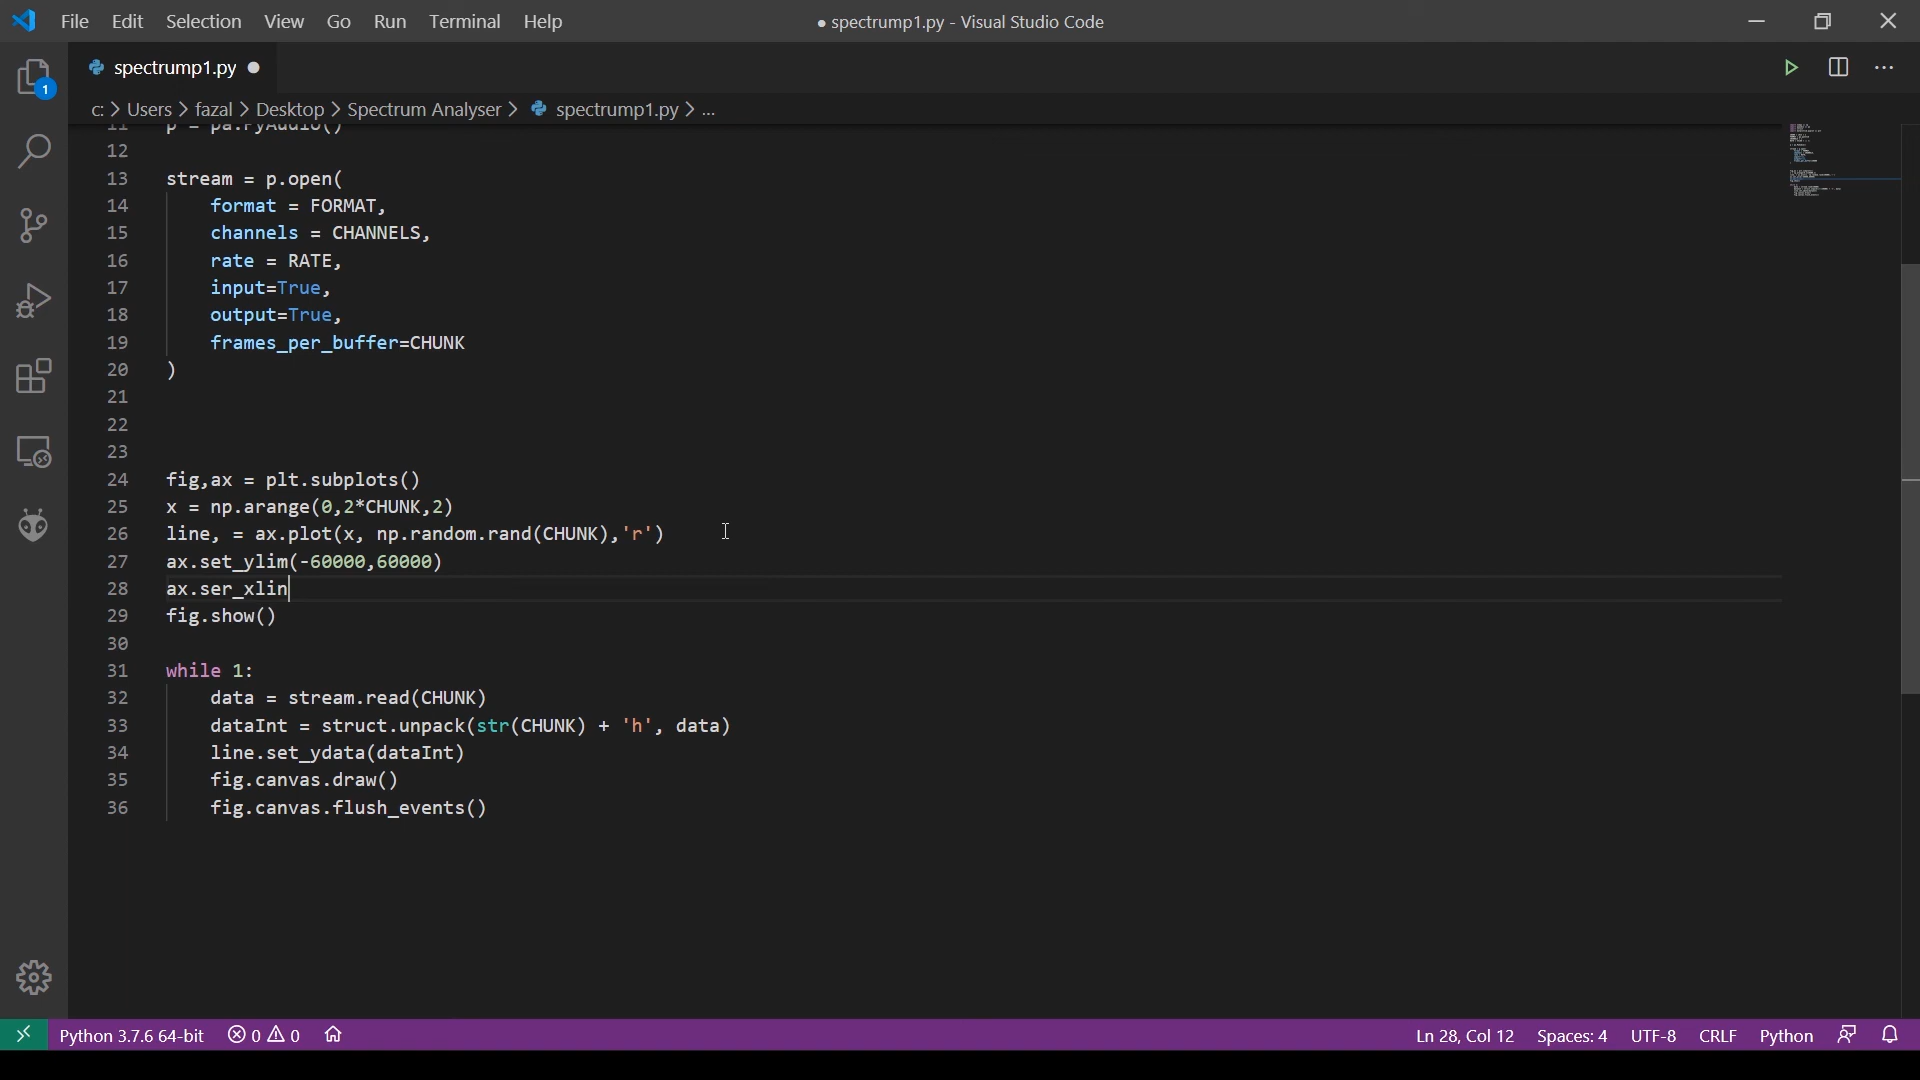 File Edit Selection View Go Run Terminal Help ● spectrump1.py - Visual Studio Code
spectrump1.py ●
c: > Users > fazal > Desktop > Spectrum Analyser > spectrump1.py > ...
1
11 p = pa.PyAudio()
12
13 stream = p.open(
14 format = FORMAT,
15 channels = CHANNELS,
16 rate = RATE,
17 input=True,
18 output=True,
19 frames_per_buffer=CHUNK
20 )
21
22
23
24 fig,ax = plt.subplots()
25 x = np.arange(0,2*CHUNK,2)
26 line, = ax.plot(x, np.random.rand(CHUNK),'r')
27 ax.set_ylim(-60000,60000)
28 ax.ser_xlin
29 fig.show()
30
31 while 1:
32 data = stream.read(CHUNK)
33 dataInt = struct.unpack(str(CHUNK) + 'h', data)
34 line.set_ydata(dataInt)
35 fig.canvas.draw()
36 fig.canvas.flush_events()
Python 3.7.6 64-bit 0 0 Ln 28, Col 12 Spaces: 4 UTF-8 CRLF Python